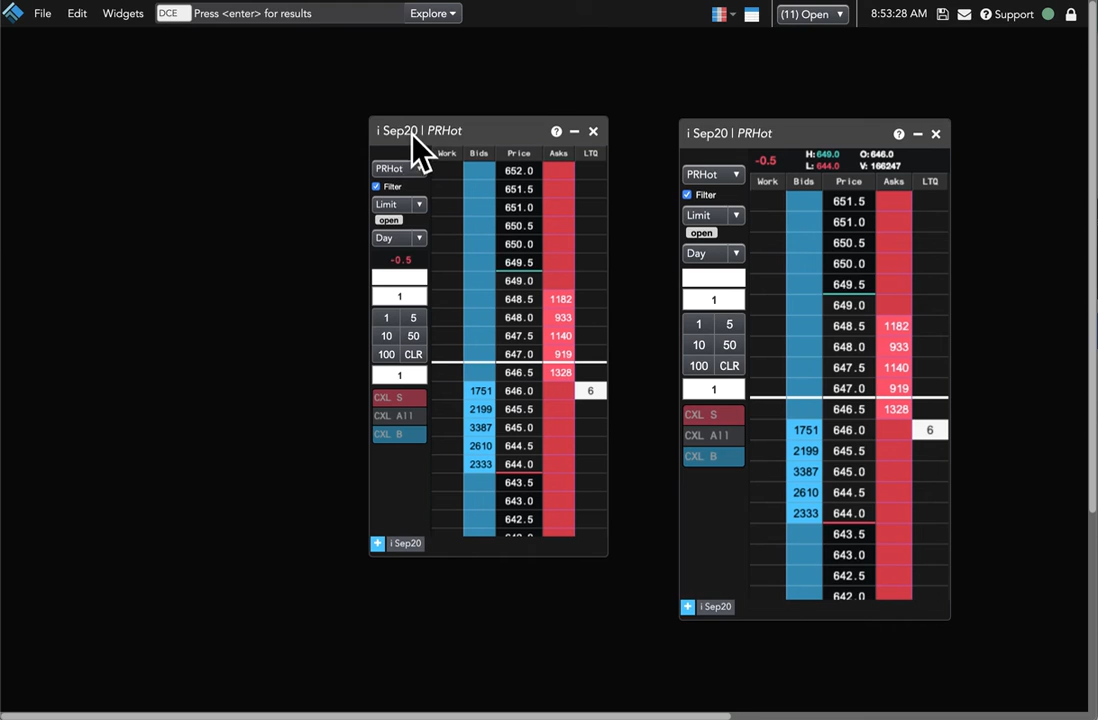 File Edit Widgets DCE Press <enter> for results Explore (11) Open 8:53:28 AM Support
i Sep20 | PRHot
Work Bids Price Asks LTQ
PRHot
Filter
Limit
open
Day
-0.5
1
1 5
10 50
100 CLR
1
CXL S
CXL All
CXL B
652.0
651.5
651.0
650.5
650.0
649.5
649.0
648.5 1182
648.0 933
647.5 1140
647.0 919
646.5 1328
1751 646.0 6
2199 645.5
3387 645.0
2610 644.5
2333 644.0
643.5
643.0
642.5
+ i Sep20
i Sep20 | PRHot
-0.5 H:649.0 O:646.0
L: 644.0 V: 166247
Work Bids Price Asks LTQ
PRHot
Filter
Limit
open
Day
1
1 5
10 50
100 CLR
1
CXL S
CXL All
CXL B
651.5
651.0
650.5
650.0
649.5
649.0
648.5 1182
648.0 933
647.5 1140
647.0 919
646.5 1328
1751 646.0 6
2199 645.5
3387 645.0
2610 644.5
2333 644.0
643.5
643.0
642.5
642.0
+ i Sep20